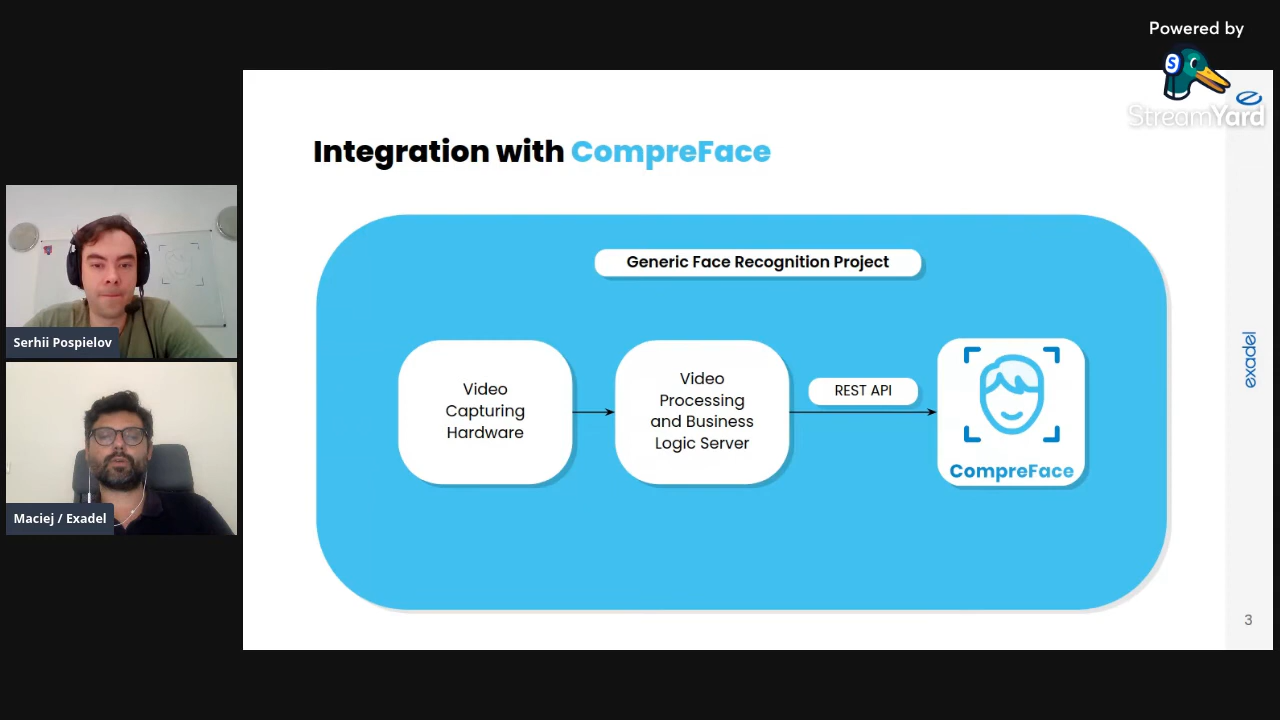 Powered by
S
StreamYard
Integration with CompreFace
Generic Face Recognition Project
Video
Capturing
Hardware
Video
Processing
and Business
Logic Server
REST API
CompreFace
Serhii Pospielov
Maciej / Exadel
exadel
3